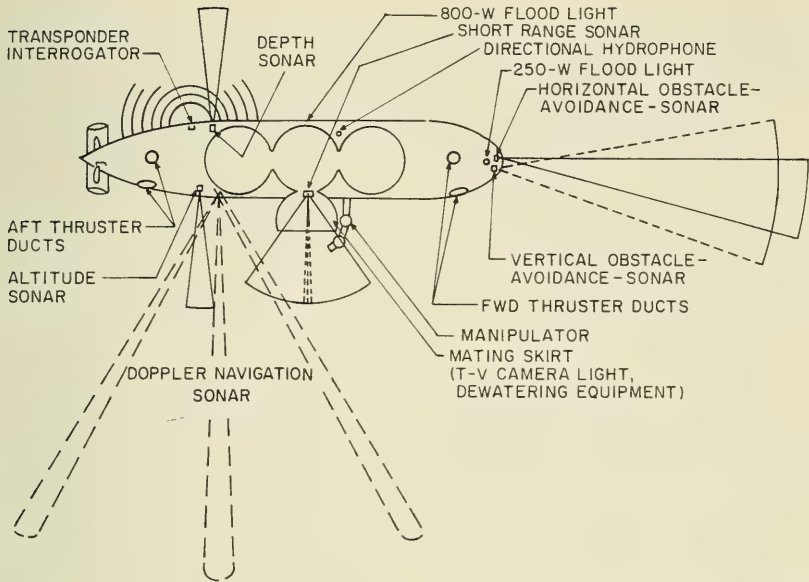 TRANSPONDER
INTERROGATOR
DEPTH
SONAR
800-W FLOOD LIGHT
SHORT RANGE SONAR
DIRECTIONAL HYDROPHONE
250-W FLOOD LIGHT
HORIZONTAL OBSTACLE-
AVOIDANCE-SONAR
AFT THRUSTER
DUCTS
ALTITUDE
SONAR
VERTICAL OBSTACLE-
AVOIDANCE-SONAR
FWD THRUSTER DUCTS
MANIPULATOR
MATING SKIRT
(T-V CAMERA LIGHT,
DEWATERING EQUIPMENT)
DOPPLER NAVIGATION
SONAR